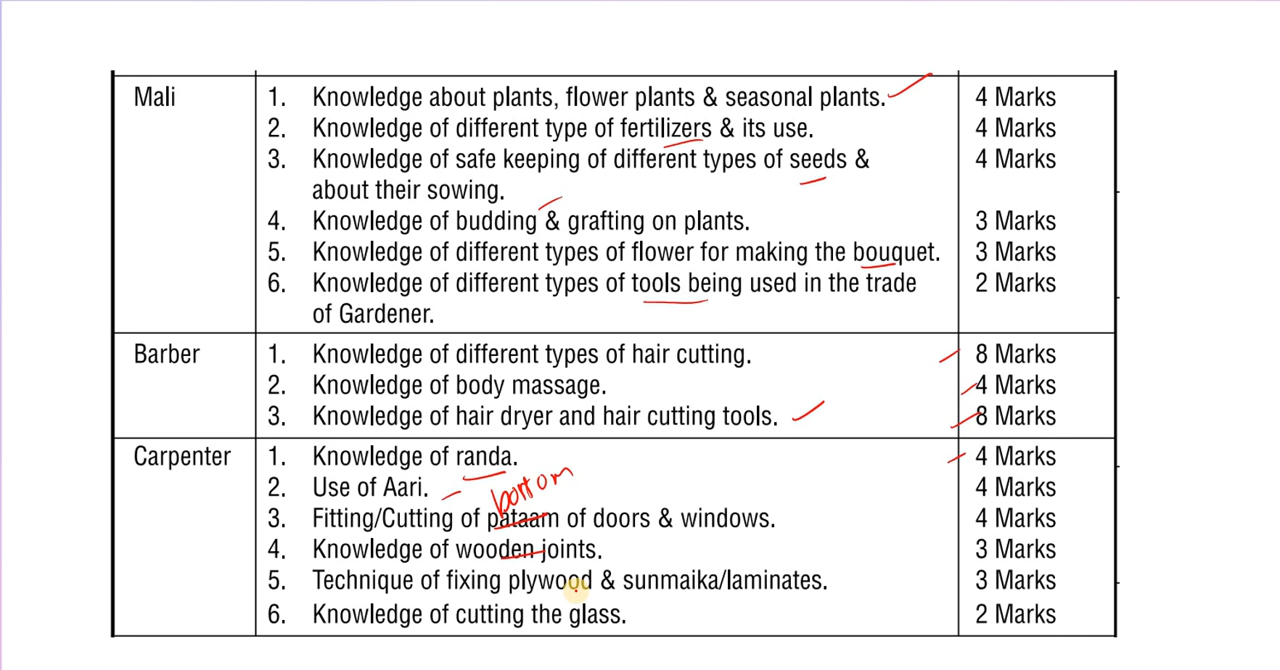 Mali 1. Knowledge about plants, flower plants & seasonal plants. 4 Marks
2. Knowledge of different type of fertilizers & its use. 4 Marks
3. Knowledge of safe keeping of different types of seeds & 4 Marks
about their sowing.
4. Knowledge of budding & grafting on plants. 3 Marks
5. Knowledge of different types of flower for making the bouquet. 3 Marks
6. Knowledge of different types of tools being used in the trade 2 Marks
of Gardener.
Barber 1. Knowledge of different types of hair cutting. 8 Marks
2. Knowledge of body massage. 4 Marks
3. Knowledge of hair dryer and hair cutting tools. 8 Marks
Carpenter 1. Knowledge of randa. 4 Marks
2. Use of Aari. 4 Marks
bottom
3. Fitting/Cutting of pataam of doors & windows. 4 Marks
4. Knowledge of wooden joints. 3 Marks
5. Technique of fixing plywood & sunmaika/laminates. 3 Marks
6. Knowledge of cutting the glass. 2 Marks